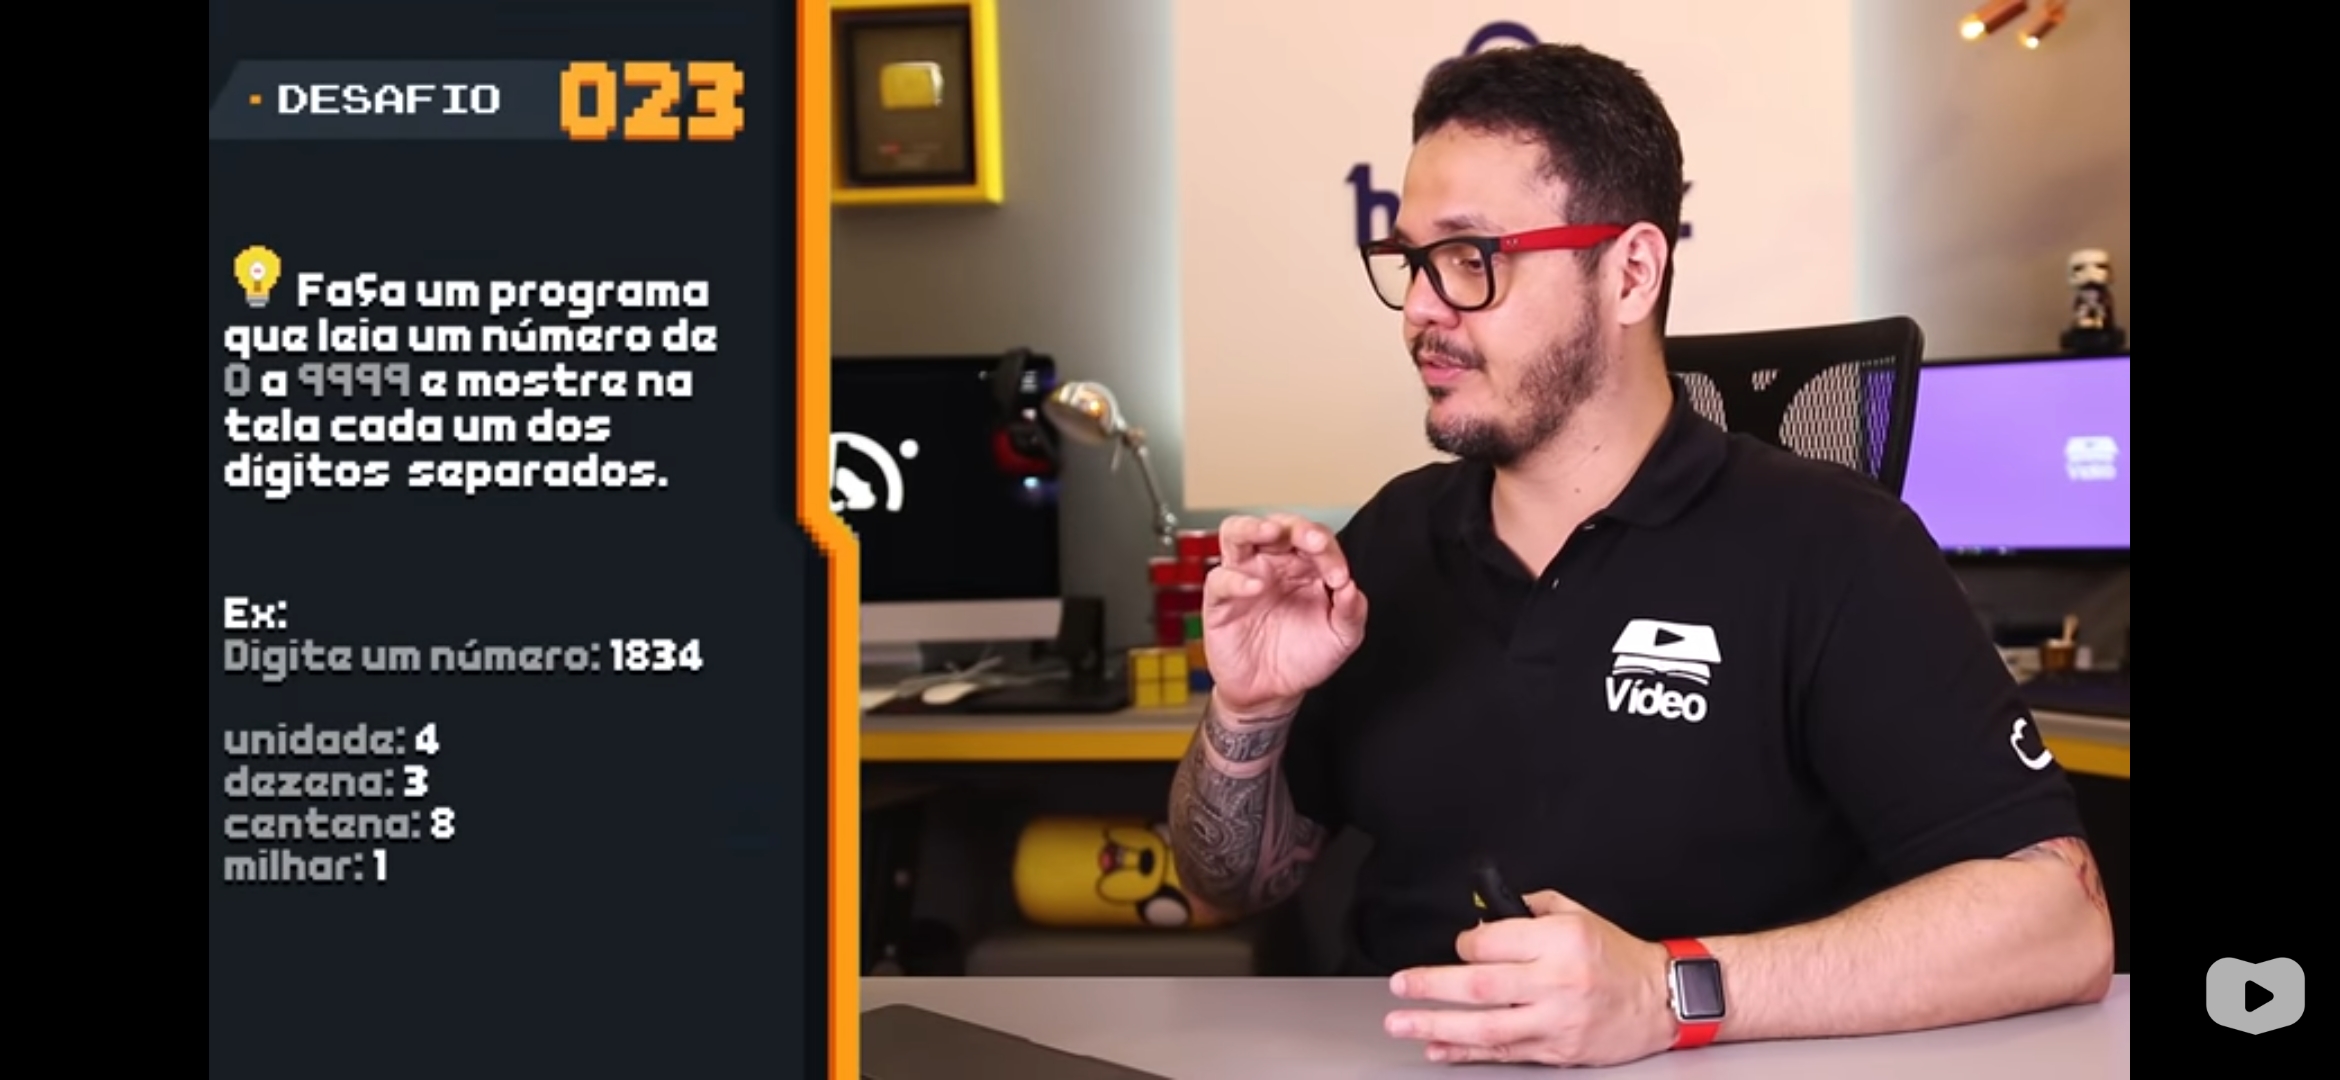 DESAFIO 023
Faça um programa
que leia um número de
0 a 9999 e mostre na
tela cada um dos
dígitos separados.
Ex:
Digite um número: 1834
unidade: 4
dezena: 3
centena: 8
milhar: 1
Vídeo